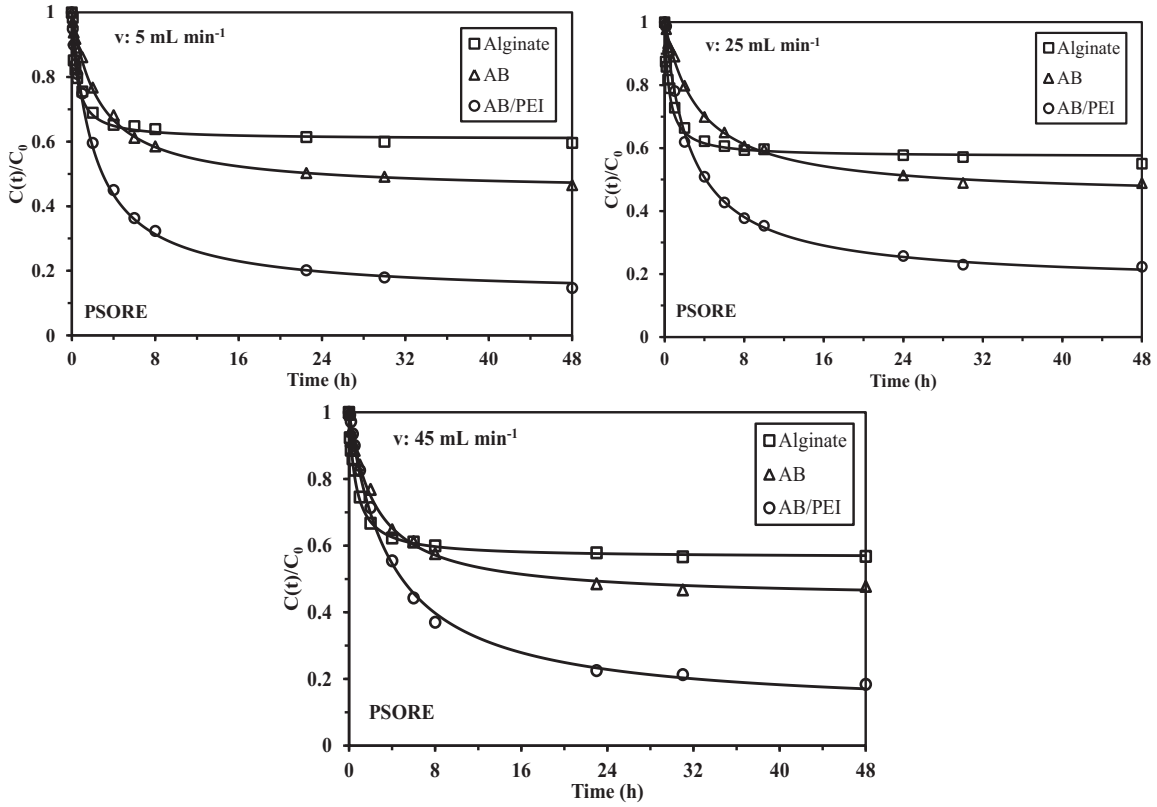 v: 5 mL min⁻¹
Alginate
AB
AB/PEI
C(t)/C₀
1
0.8
0.6
0.4
0.2
0
PSORE
0 8 16 24 32 40 48
Time (h)
v: 25 mL min⁻¹
Alginate
AB
AB/PEI
C(t)/C₀
1
0.8
0.6
0.4
0.2
0
PSORE
0 8 16 24 32 40 48
Time (h)
v: 45 mL min⁻¹
Alginate
AB
AB/PEI
C(t)/C₀
1
0.8
0.6
0.4
0.2
0
PSORE
0 8 16 24 32 40 48
Time (h)